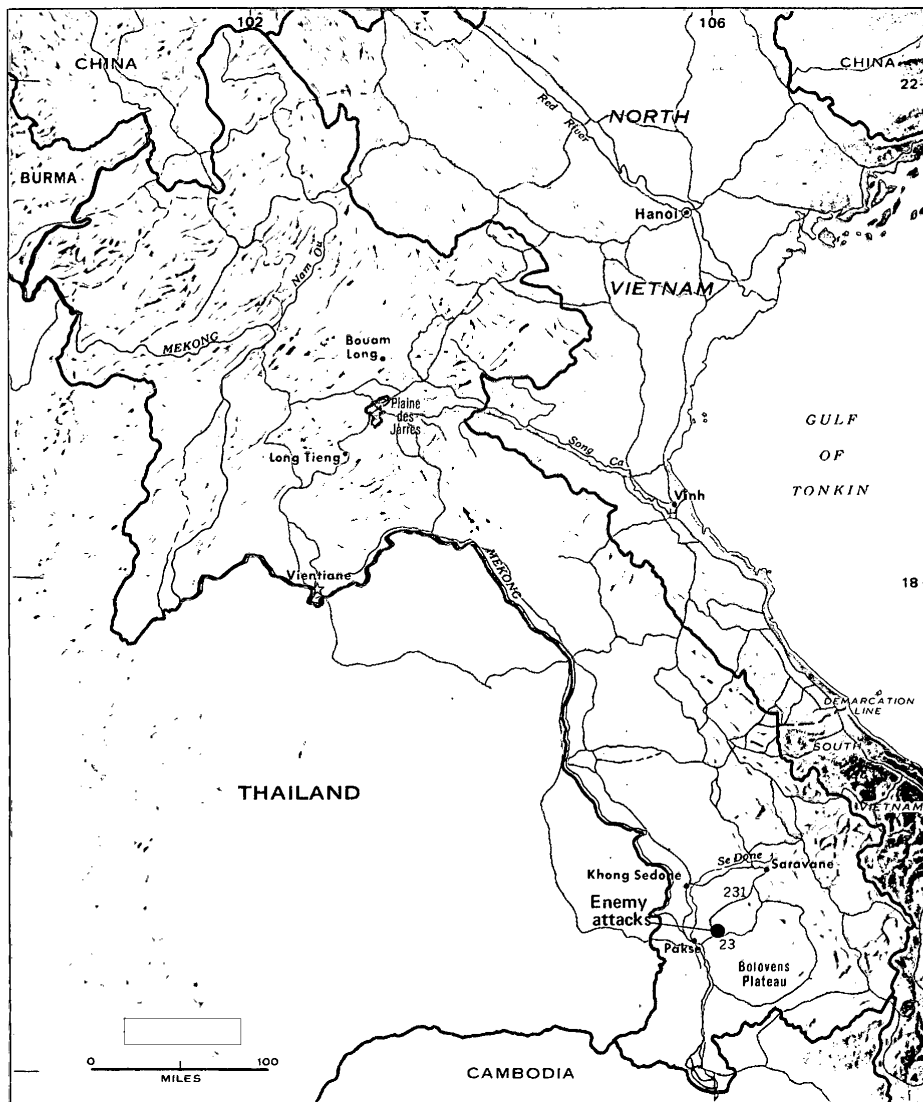 102
106
CHINA
CHINA
22
Red River
NORTH
BURMA
Hanoi
Nam Ou
VIETNAM
MEKONG
Bouam
Long
Plaine
des
Jarres
GULF
OF
TONKIN
Song Ca
Long Tieng
Vinh
MEKONG
Vientiane
18
DEMARCATION
LINE
SOUTH
VIETNAM
THAILAND
Se Done
Saravane
Khong Sedone
231
Enemy
attacks
23
Pakse
Bolovens
Plateau
0
100
MILES
CAMBODIA